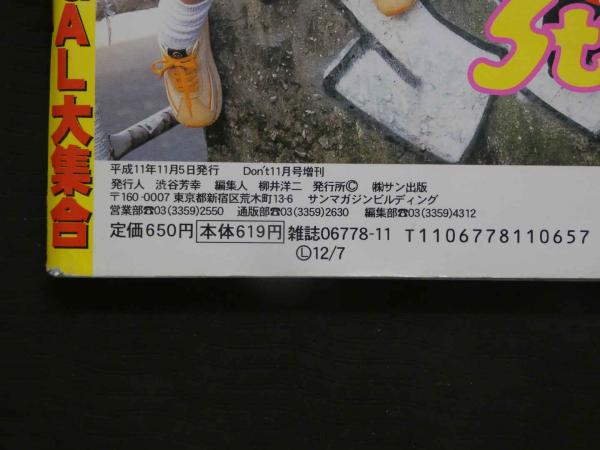 AL大集合
St
平成11年11月5日発行 Don't11月号増刊
発行人 渋谷芳幸 編集人 柳井洋二 発行所Ⓒ ㈱サン出版
〒160-0007 東京都新宿区荒木町13-6 サンマガジンビルディング
営業部☎03(3359)2550 通販部☎03(3359)2630 編集部☎03(3359)4312
定価650円 本体619円 雑誌06778-11 T1106778110657
Ⓛ12/7